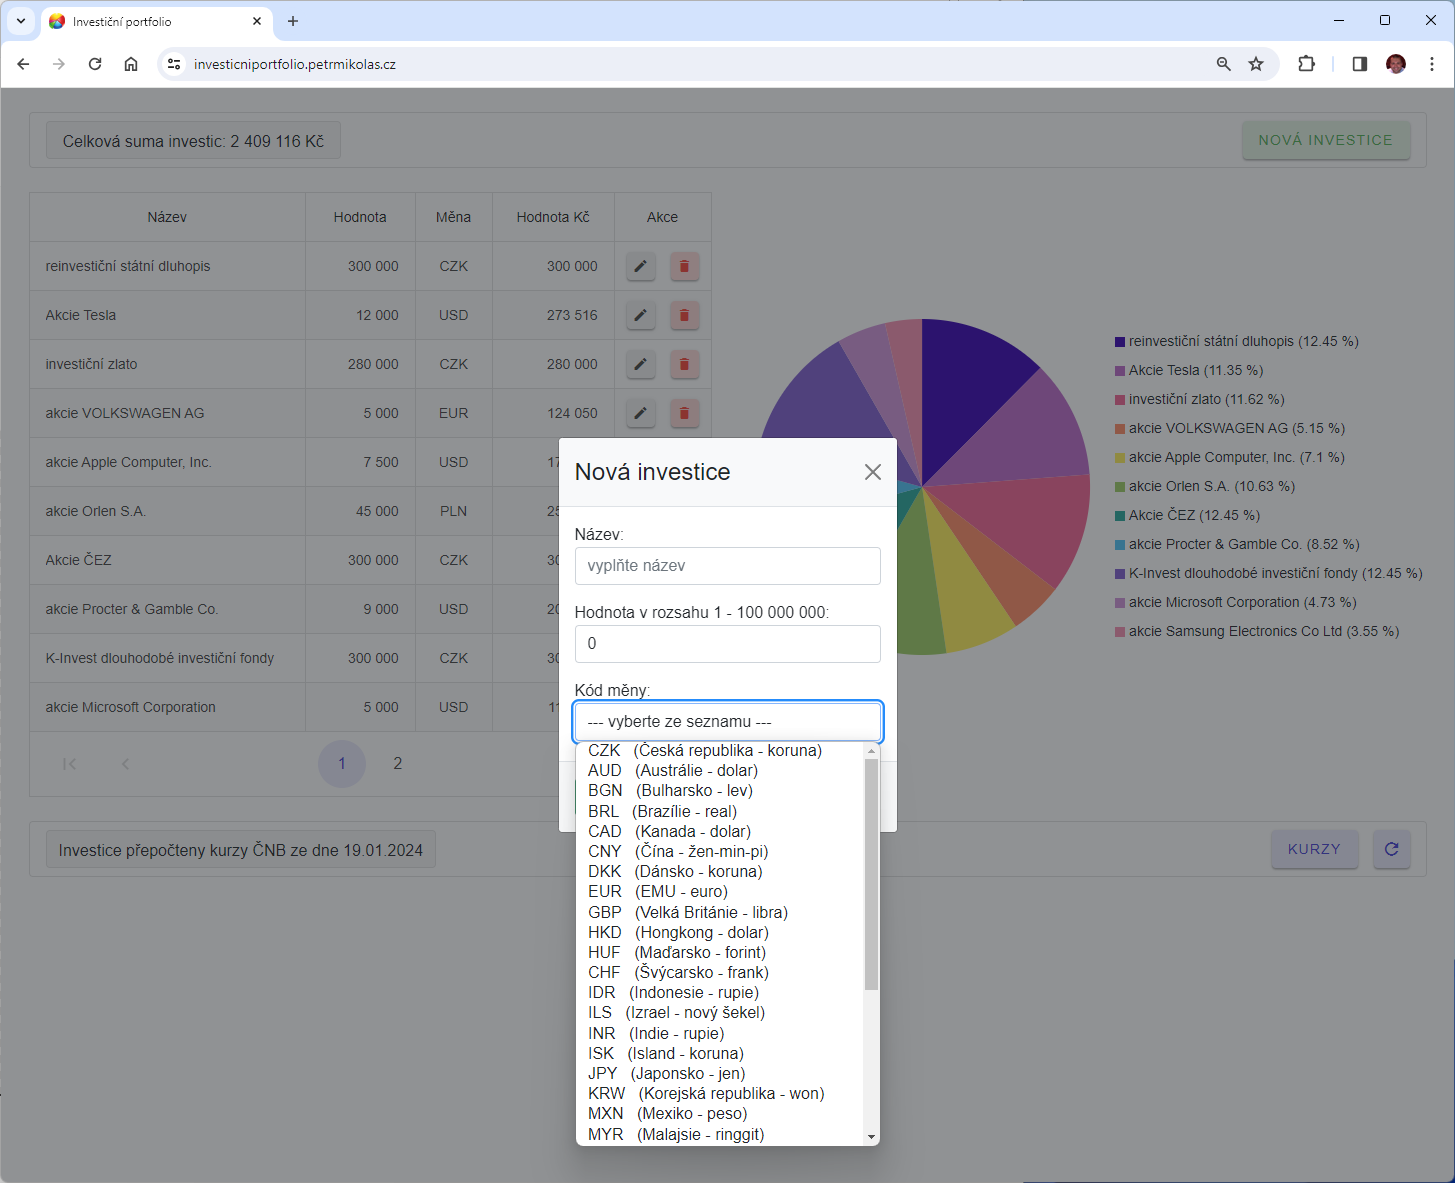 Investiční portfolio
investicniportfolio.petrmikolas.cz
Celková suma investic: 2 409 116 Kč
NOVÁ INVESTICE
Název Hodnota Měna Hodnota Kč Akce
reinvestiční státní dluhopis 300 000 CZK 300 000
Akcie Tesla 12 000 USD 273 516
investiční zlato 280 000 CZK 280 000
akcie VOLKSWAGEN AG 5 000 EUR 124 050
akcie Apple Computer, Inc. 7 500 USD
akcie Orlen S.A. 45 000 PLN
Akcie ČEZ 300 000 CZK
akcie Procter & Gamble Co. 9 000 USD
K-Invest dlouhodobé investiční fondy 300 000 CZK
akcie Microsoft Corporation 5 000 USD
1 2
reinvestiční státní dluhopis (12.45 %)
Akcie Tesla (11.35 %)
investiční zlato (11.62 %)
akcie VOLKSWAGEN AG (5.15 %)
akcie Apple Computer, Inc. (7.1 %)
akcie Orlen S.A. (10.63 %)
Akcie ČEZ (12.45 %)
akcie Procter & Gamble Co. (8.52 %)
K-Invest dlouhodobé investiční fondy (12.45 %)
akcie Microsoft Corporation (4.73 %)
akcie Samsung Electronics Co Ltd (3.55 %)
Nová investice
Název:
vyplňte název
Hodnota v rozsahu 1 - 100 000 000:
0
Kód měny:
--- vyberte ze seznamu ---
CZK (Česká republika - koruna)
AUD (Austrálie - dolar)
BGN (Bulharsko - lev)
BRL (Brazílie - real)
CAD (Kanada - dolar)
CNY (Čína - žen-min-pi)
DKK (Dánsko - koruna)
EUR (EMU - euro)
GBP (Velká Británie - libra)
HKD (Hongkong - dolar)
HUF (Maďarsko - forint)
CHF (Švýcarsko - frank)
IDR (Indonesie - rupie)
ILS (Izrael - nový šekel)
INR (Indie - rupie)
ISK (Island - koruna)
JPY (Japonsko - jen)
KRW (Korejská republika - won)
MXN (Mexiko - peso)
MYR (Malajsie - ringgit)
Investice přepočteny kurzy ČNB ze dne 19.01.2024
KURZY